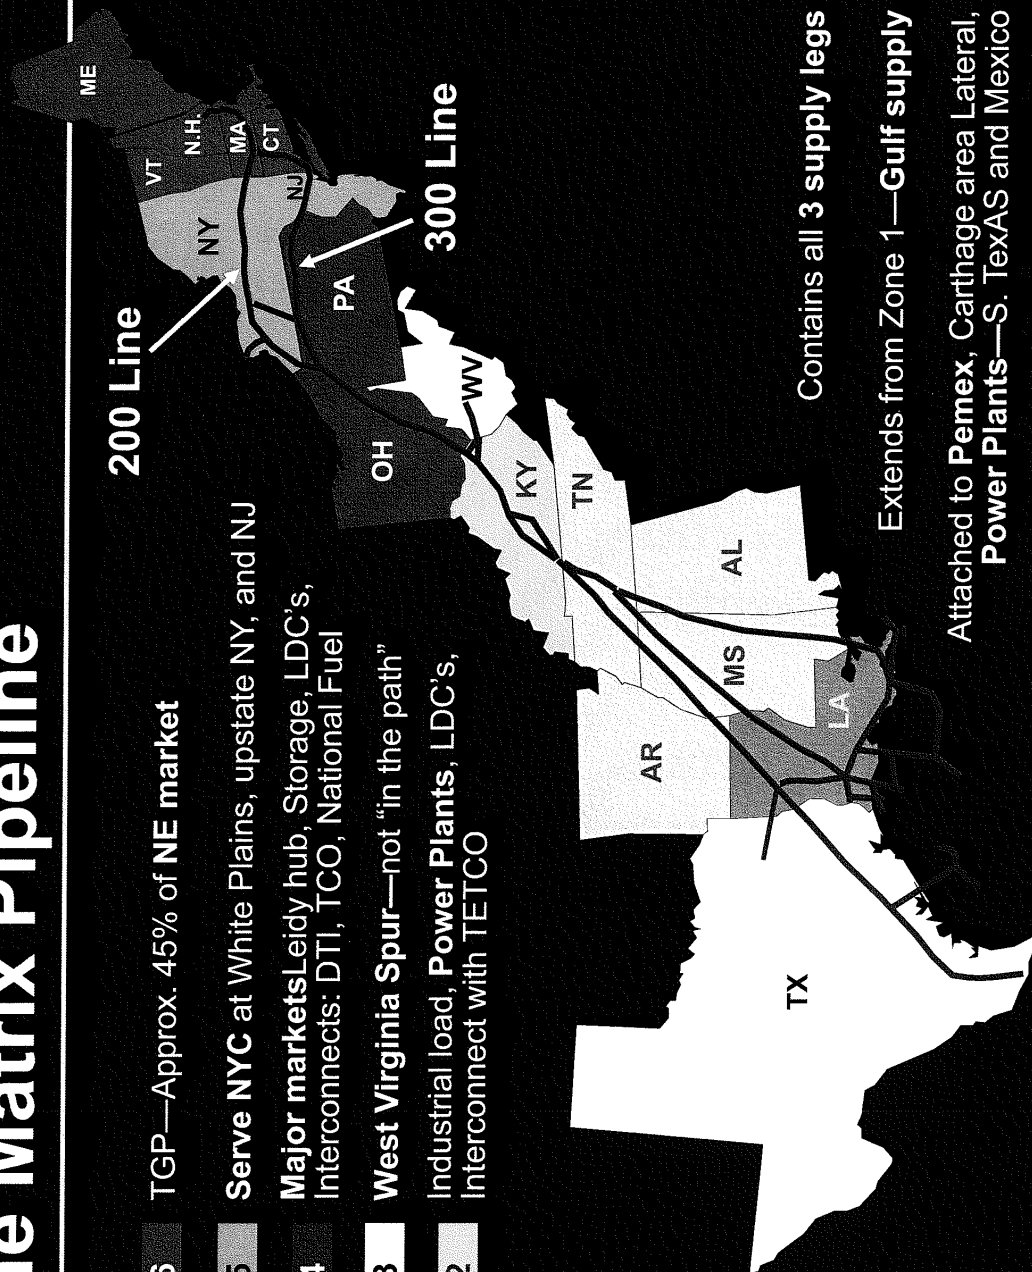 e Matrix Pipeline
6 TGP—Approx. 45% of NE market
5 Serve NYC at White Plains, upstate NY, and NJ
4 Major marketsLeidy hub, Storage, LDC’s,
Interconnects: DTI, TCO, National Fuel
3 West Virginia Spur—not “in the path”
2 Industrial load, Power Plants, LDC’s,
Interconnect with TETCO
200 Line
300 Line
ME
VT
N.H.
MA
CT
NY
NJ
PA
OH
WV
KY
TN
AL
MS
AR
LA
TX
Contains all 3 supply legs
Extends from Zone 1—Gulf supply
Attached to Pemex, Carthage area Lateral,
Power Plants—S. TexAS and Mexico